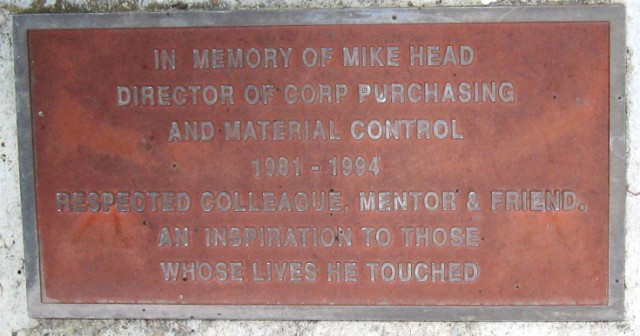 IN MEMORY OF MIKE HEAD
DIRECTOR OF CORP PURCHASING
AND MATERIAL CONTROL
1981 - 1994
RESPECTED COLLEAGUE, MENTOR & FRIEND.
AN INSPIRATION TO THOSE
WHOSE LIVES HE TOUCHED